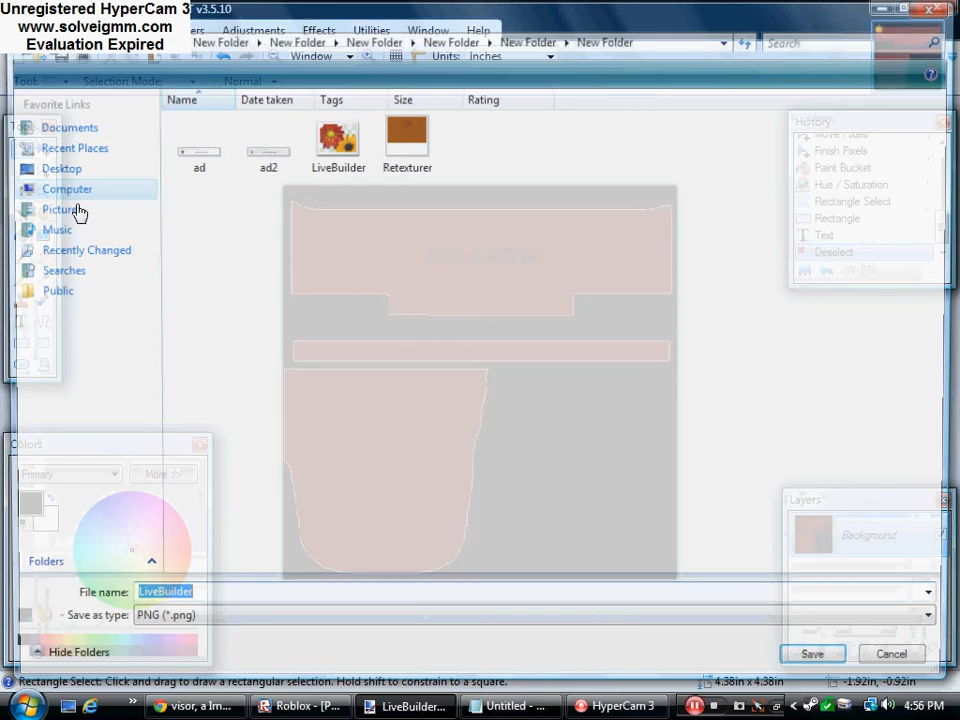 Unregistered HyperCam 3
www.solveigmm.com
Evaluation Expired
v3.5.10
Adjustments Effects Utilities Window Help
New Folder New Folder New Folder New Folder New Folder New Folder Search
Window Units: Inches
Tool: Selection Mode: Normal
Favorite Links Name Date taken Tags Size Rating
Documents
Recent Places
Desktop
Computer
Pictures
Music
Recently Changed
Searches
Public
ad ad2 LiveBuilder Retexturer
History
Move Pixels
Finish Pixels
Paint Bucket
Hue / Saturation
Rectangle Select
Rectangle
Text
Deselect
Colors
Primary More >>
Layers
Background
Folders
File name: LiveBuilder
Save as type: PNG (*.png)
Hide Folders Save Cancel
Rectangle Select: Click and drag to draw a rectangular selection. Hold shift to constrain to a square. 4.38in x 4.38in -1.92in, -0.92in
visor, a Irn... Roblox - [P... LiveBuilder... Untitled - ... HyperCam 3 4:56 PM